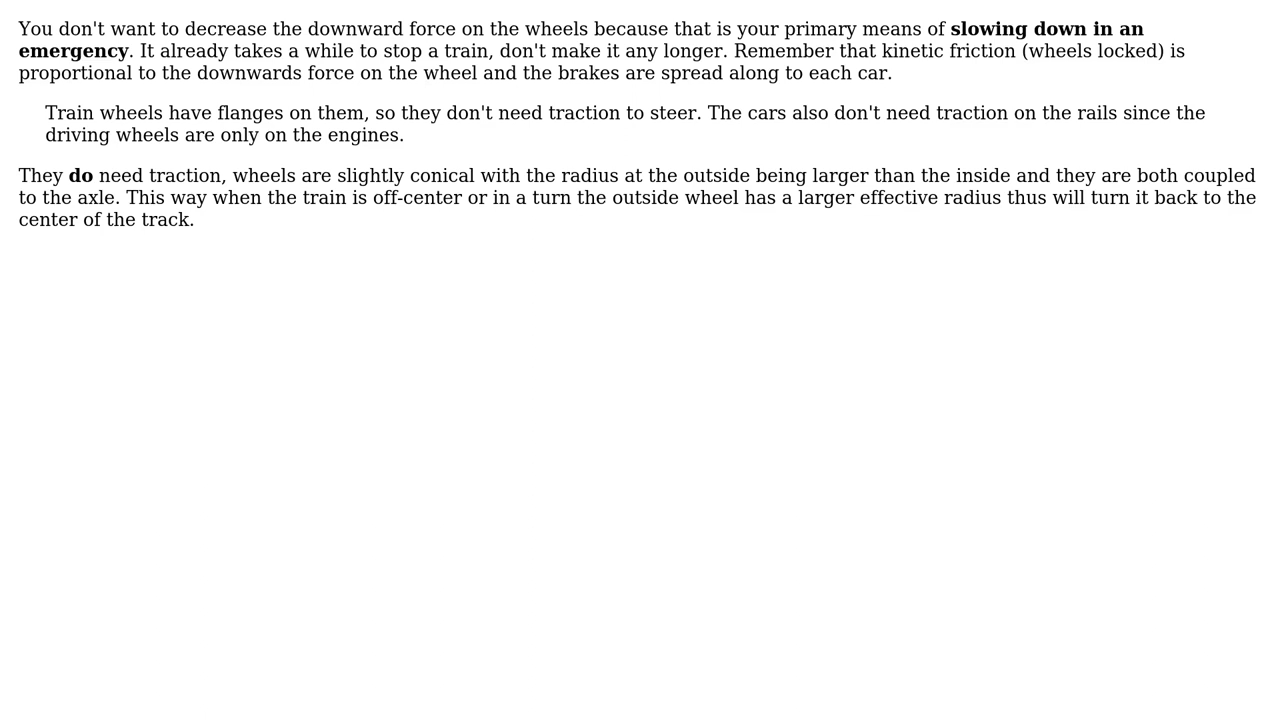 You don't want to decrease the downward force on the wheels because that is your primary means of slowing down in an
emergency. It already takes a while to stop a train, don't make it any longer. Remember that kinetic friction (wheels locked) is
proportional to the downwards force on the wheel and the brakes are spread along to each car.
Train wheels have flanges on them, so they don't need traction to steer. The cars also don't need traction on the rails since the
driving wheels are only on the engines.
They do need traction, wheels are slightly conical with the radius at the outside being larger than the inside and they are both coupled
to the axle. This way when the train is off-center or in a turn the outside wheel has a larger effective radius thus will turn it back to the
center of the track.